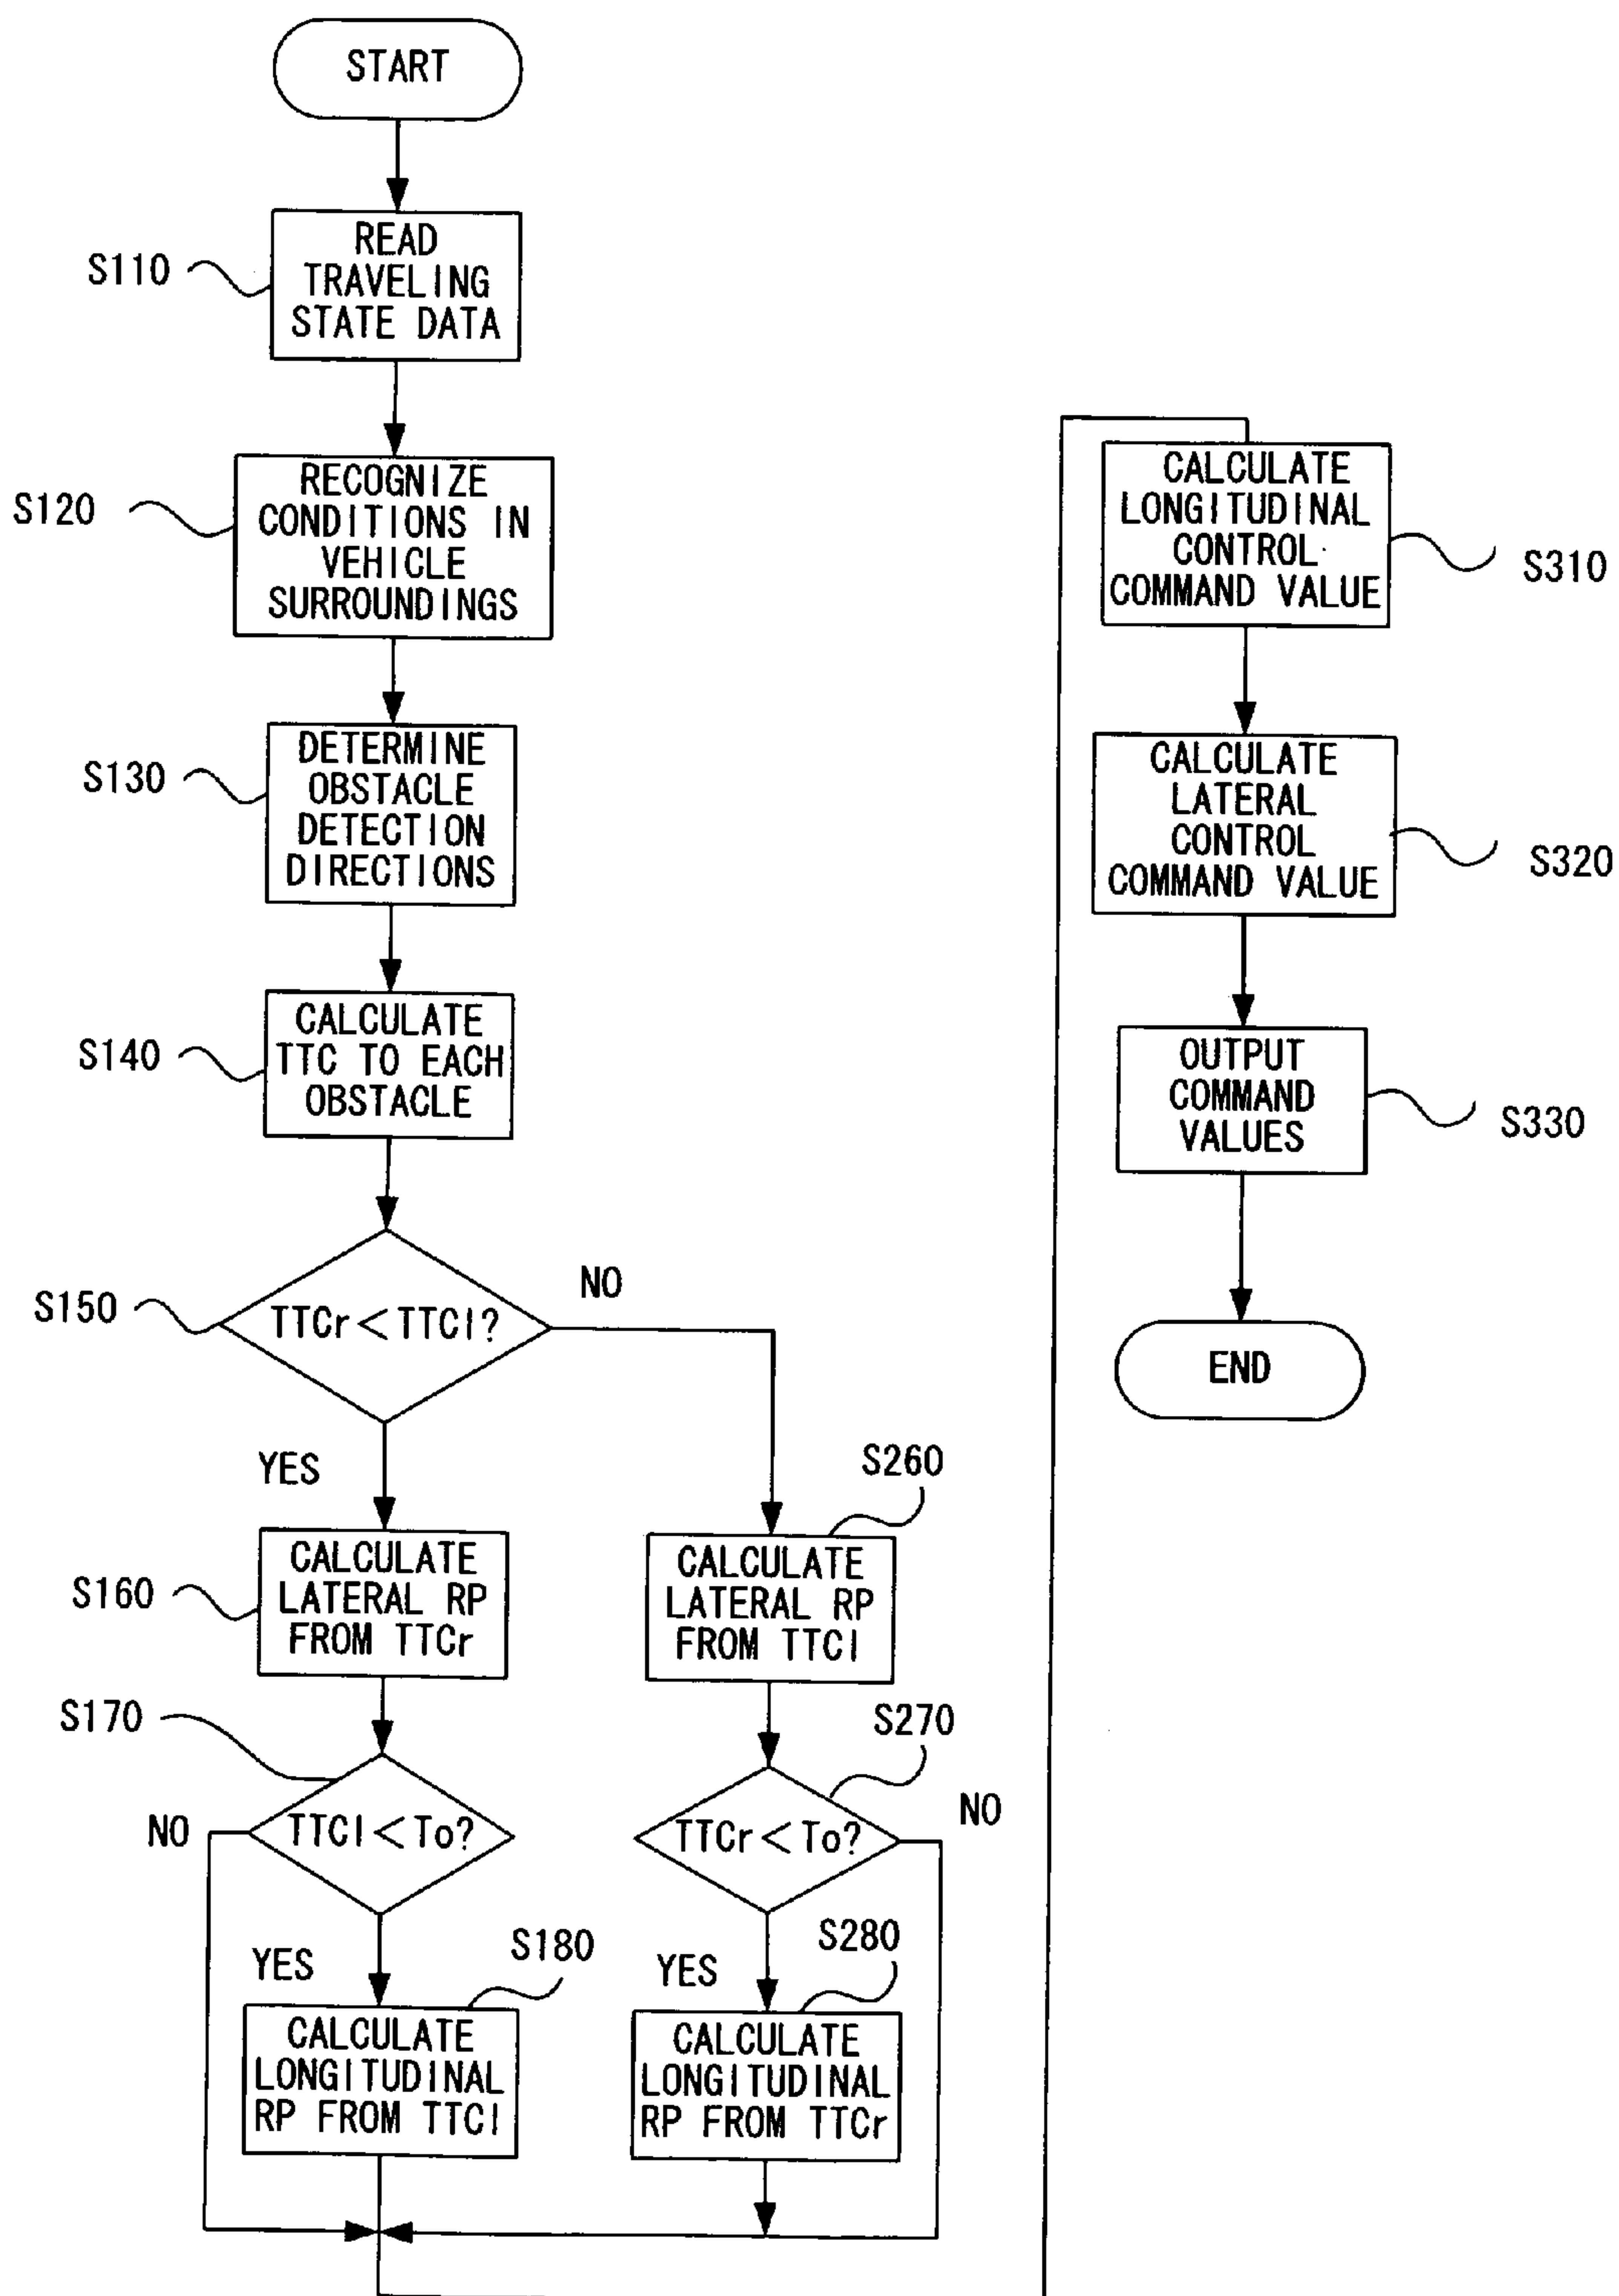 START
S110
READ
TRAVELING
STATE DATA
S120
RECOGNIZE
CONDITIONS IN
VEHICLE
SURROUNDINGS
S130
DETERMINE
OBSTACLE
DETECTION
DIRECTIONS
S140
CALCULATE
TTC TO EACH
OBSTACLE
S150
TTCr<TTCl?
NO
YES
S160
CALCULATE
LATERAL RP
FROM TTCr
S170
TTCl<To?
NO
YES
S180
CALCULATE
LONGITUDINAL
RP FROM TTCl
S260
CALCULATE
LATERAL RP
FROM TTCl
S270
TTCr<To?
NO
YES
S280
CALCULATE
LONGITUDINAL
RP FROM TTCr
CALCULATE
LONGITUDINAL
CONTROL
COMMAND VALUE
S310
CALCULATE
LATERAL
CONTROL
COMMAND VALUE
S320
OUTPUT
COMMAND
VALUES
S330
END